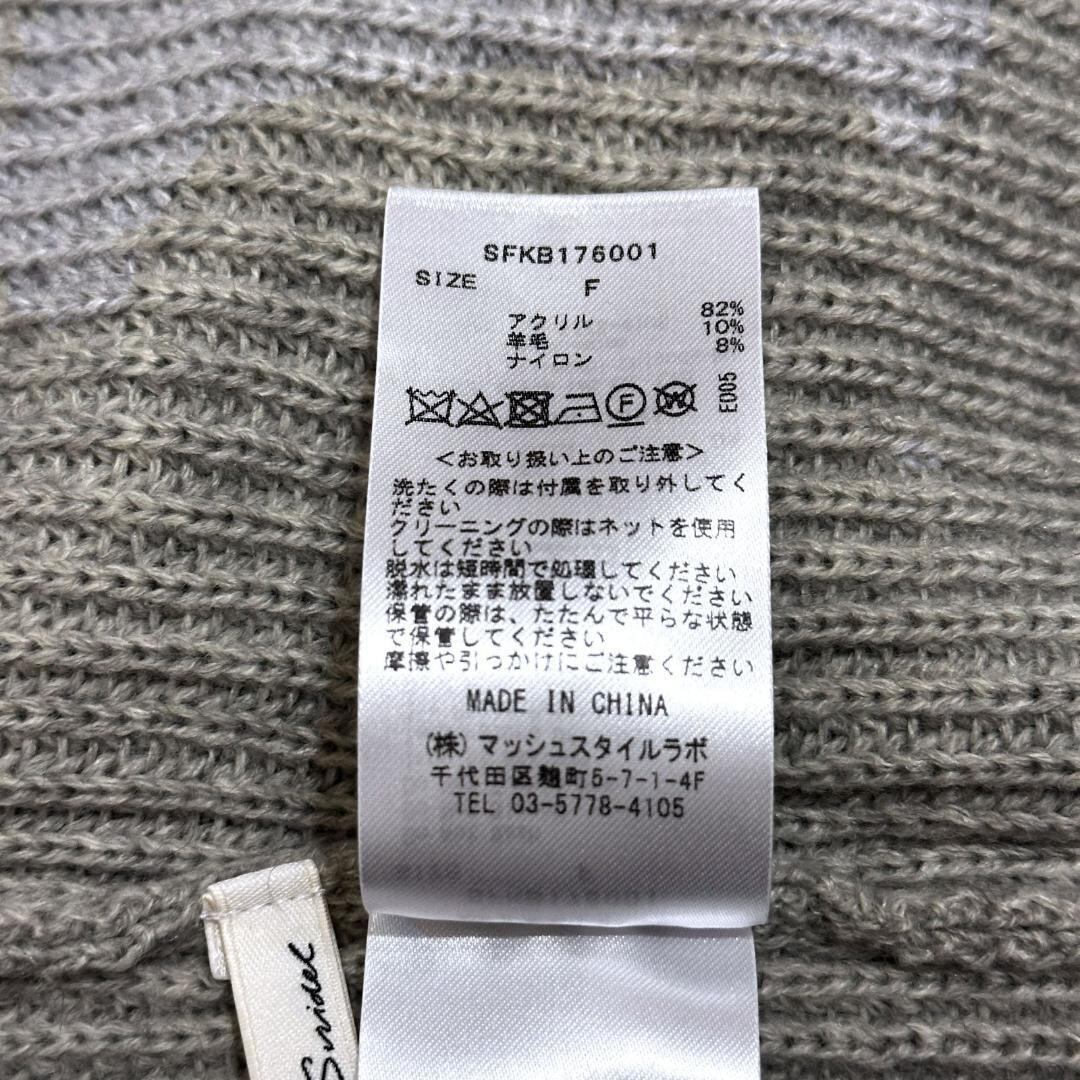 SFKB176001
SIZE F
アクリル 82%
羊毛 10%
ナイロン 8%
E005
F
W
＜お取り扱い上のご注意＞
洗たくの際は付属を取り外してく
ださい
クリーニングの際はネットを使用
してください
脱水は短時間で処理してください
濡れたまま放置しないでください
保管の際は、たたんで平らな状態
で保管してください
摩擦や引っかけにご注意ください
MADE IN CHINA
(株)マッシュスタイルラボ
千代田区麹町5-7-1-4F
TEL 03-5778-4105
Snidel